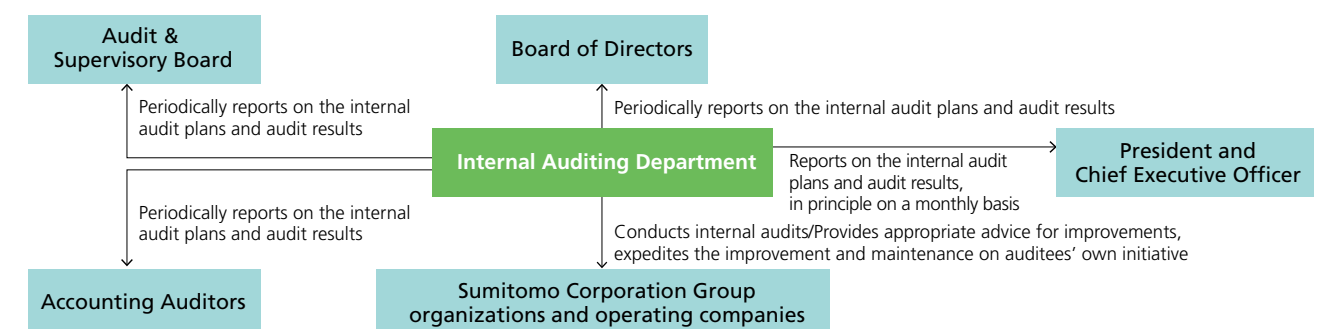 Audit &
Supervisory Board
Board of Directors
Periodically reports on the internal
audit plans and audit results
Periodically reports on the internal audit plans and audit results
Internal Auditing Department
President and
Chief Executive Officer
Reports on the internal audit
plans and audit results,
in principle on a monthly basis
Periodically reports on the internal
audit plans and audit results
Conducts internal audits/Provides appropriate advice for improvements,
expedites the improvement and maintenance on auditees’ own initiative
Accounting Auditors
Sumitomo Corporation Group
organizations and operating companies